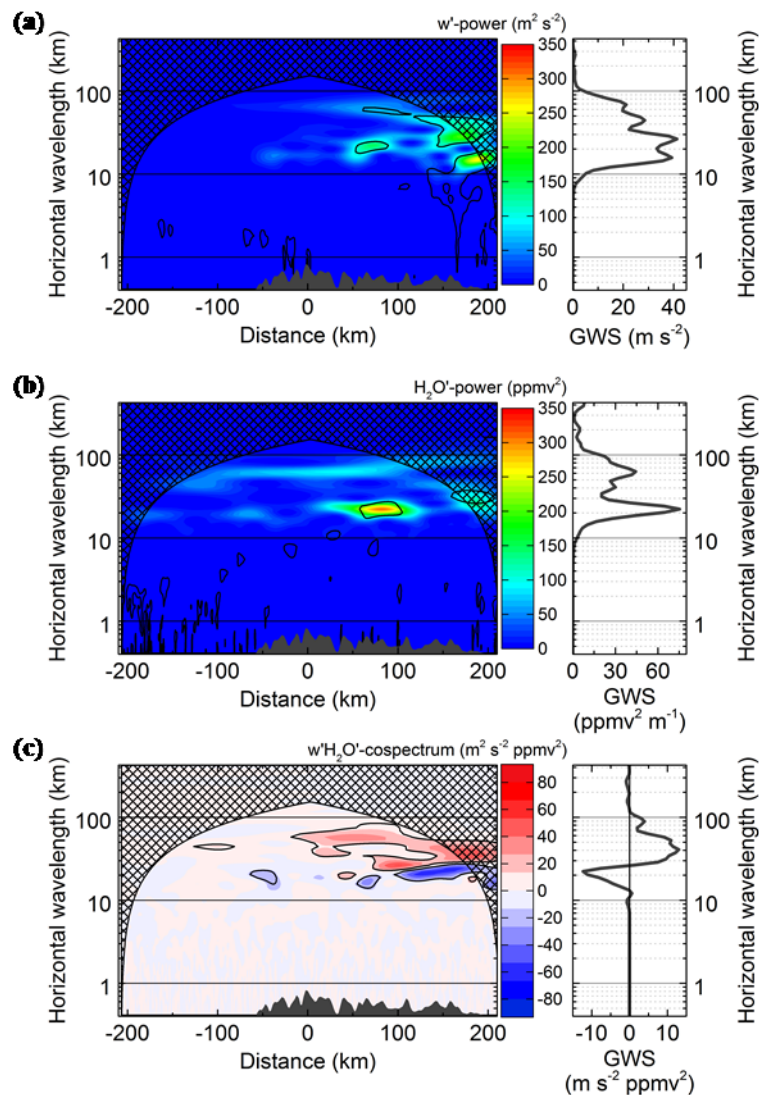 (a)
w'-power (m² s⁻²)
Horizontal wavelength (km)
100
10
1
-200 -100 0 100 200
Distance (km)
350
300
250
200
150
100
50
0
0 20 40
GWS (m s⁻²)
100
10
1
Horizontal wavelength (km)
(b)
H₂O'-power (ppmv²)
Horizontal wavelength (km)
100
10
1
-200 -100 0 100 200
Distance (km)
350
300
250
200
150
100
50
0
0 30 60
GWS
(ppmv² m⁻¹)
100
10
1
Horizontal wavelength (km)
(c)
w'H₂O'-cospectrum (m² s⁻² ppmv²)
Horizontal wavelength (km)
100
10
1
-200 -100 0 100 200
Distance (km)
80
60
40
20
0
-20
-40
-60
-80
-10 0 10
GWS
(m s⁻² ppmv²)
100
10
1
Horizontal wavelength (km)